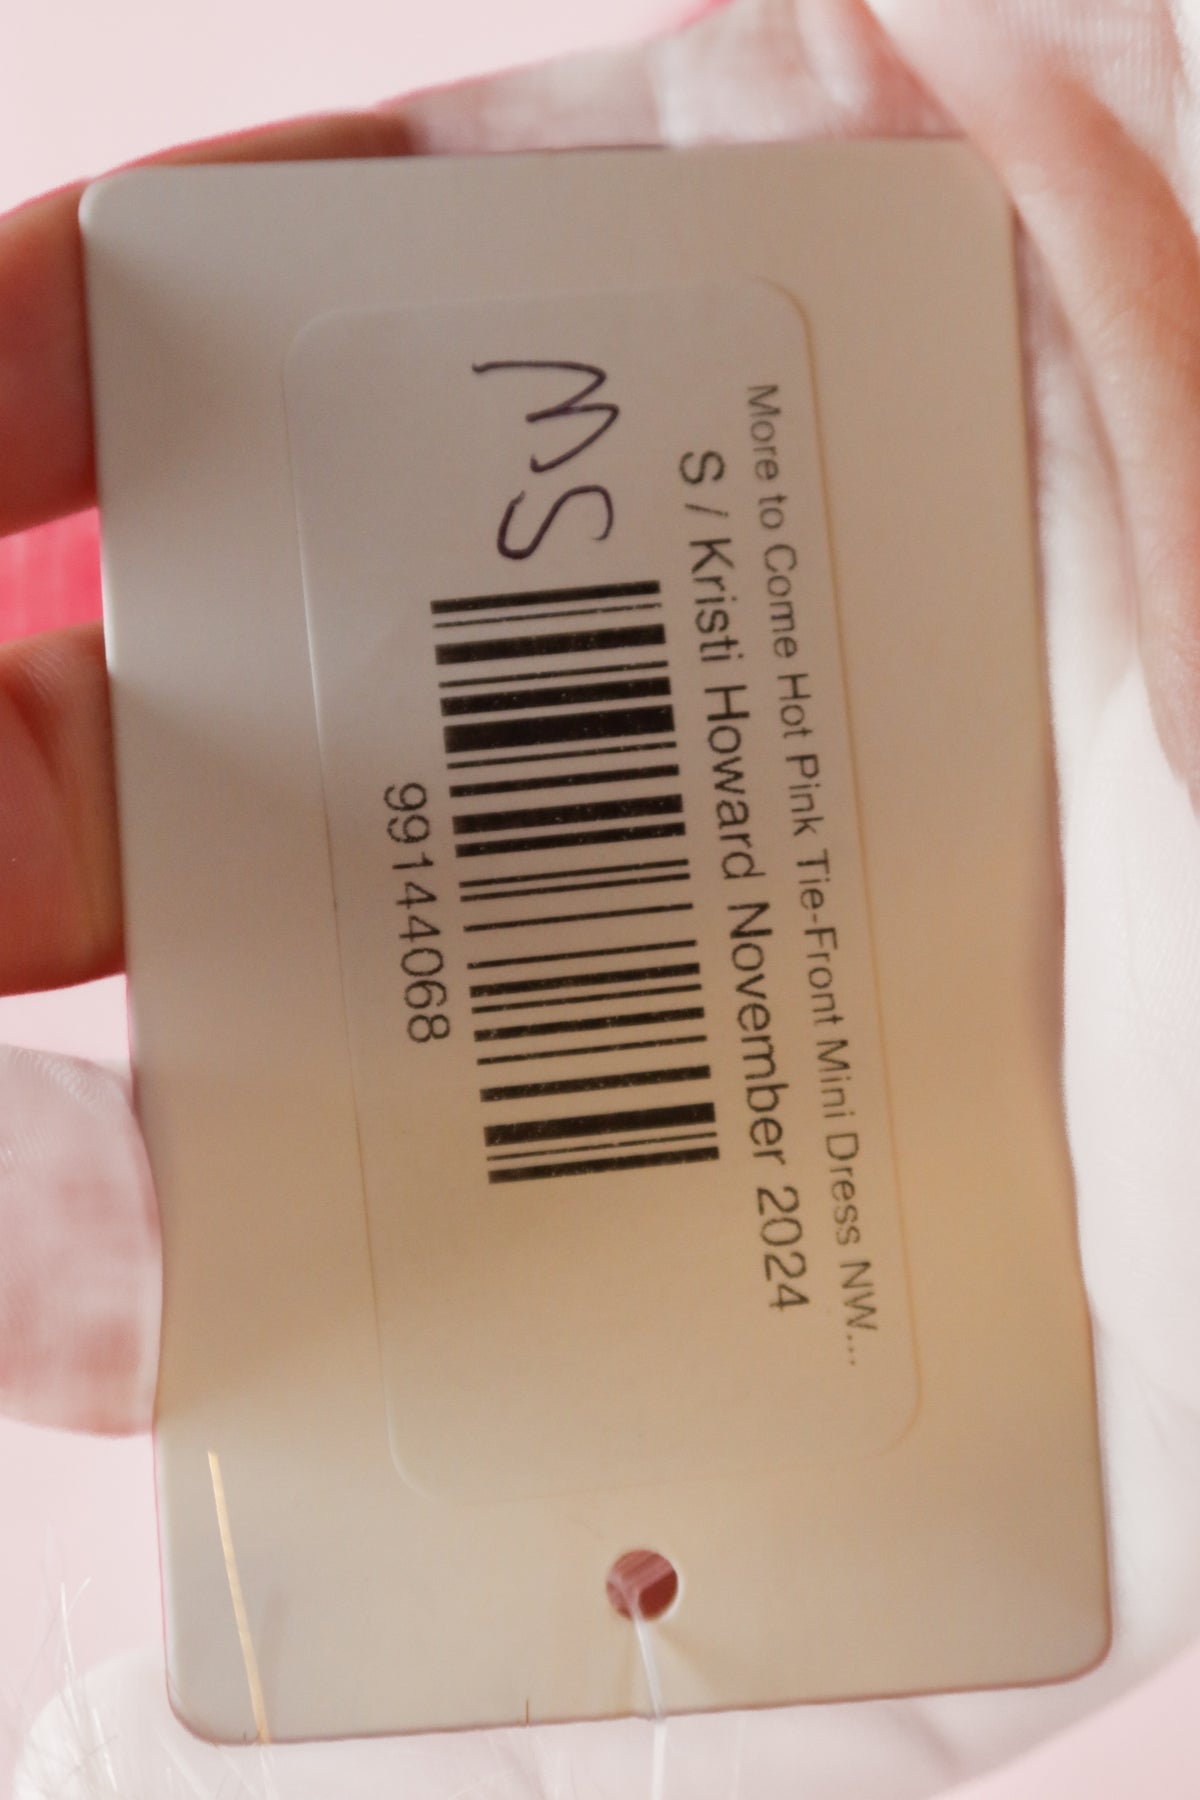 More to Come Hot Pink Tie-Front Mini Dress NW...
S / Kristi Howard November 2024
MS
99144068